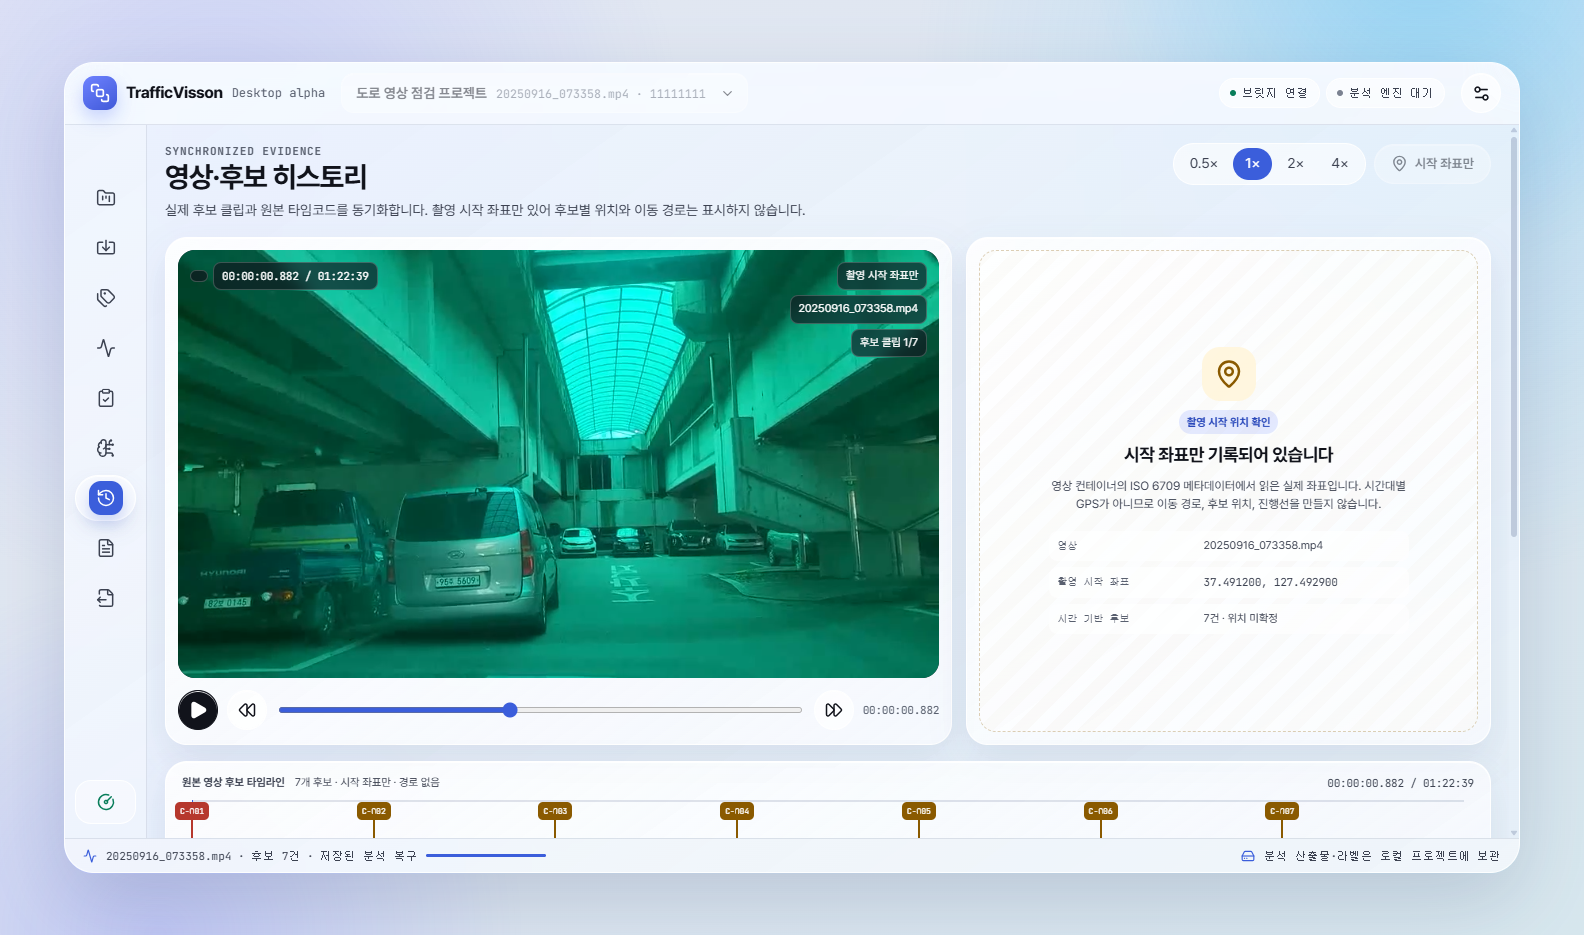 TrafficVisson Desktop alpha
도로 영상 점검 프로젝트 20250916_073358.mp4 · 11111111
브릿지 연결
분석 엔진 대기
SYNCHRONIZED EVIDENCE
영상·후보 히스토리
실제 후보 클립과 원본 타임코드를 동기화합니다. 촬영 시작 좌표만 있어 후보별 위치와 이동 경로는 표시하지 않습니다.
0.5× 1× 2× 4×
시작 좌표만
00:00:00.882 / 01:22:39
촬영 시작 좌표만
20250916_073358.mp4
후보 클립 1/7
HYUNDAI
00:00:00.882
촬영 시작 위치 확인
시작 좌표만 기록되어 있습니다
영상 컨테이너의 ISO 6709 메타데이터에서 읽은 실제 좌표입니다. 시간대별
GPS가 아니므로 이동 경로, 후보 위치, 진행선을 만들지 않습니다.
영상 20250916_073358.mp4
촬영 시작 좌표 37.491200, 127.492900
시간 기반 후보 7건 · 위치 미확정
원본 영상 후보 타임라인 7개 후보 · 시작 좌표만 · 경로 없음
00:00:00.882 / 01:22:39
C-001 C-002 C-003 C-004 C-005 C-006 C-007
20250916_073358.mp4 · 후보 7건 · 저장된 분석 복구
분석 산출물·라벨은 로컬 프로젝트에 보관